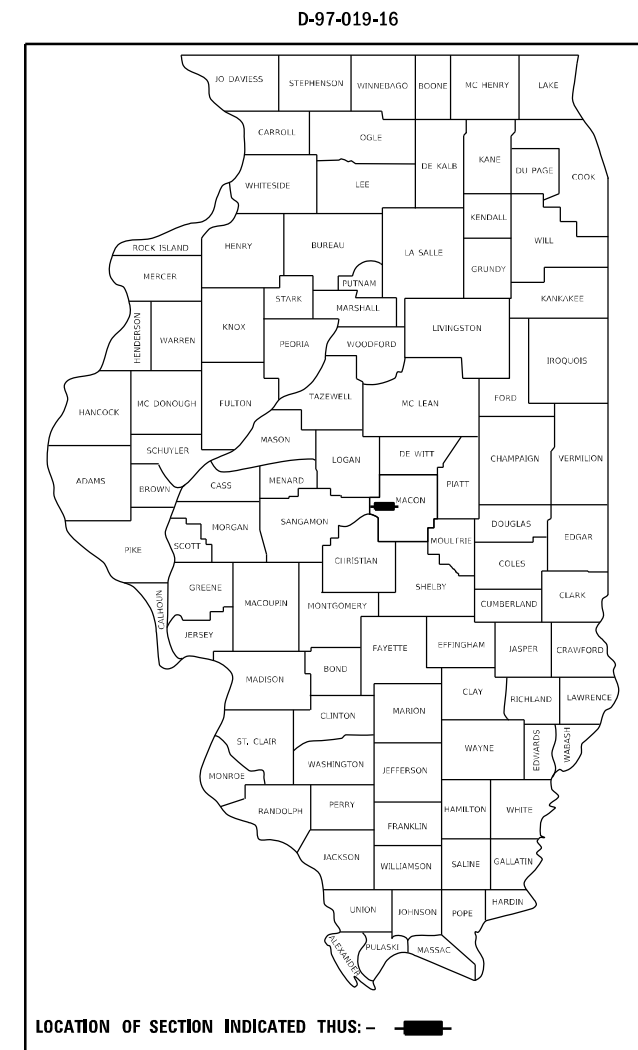 D-97-019-16
JO DAVIESS
STEPHENSON
WINNEBAGO
BOONE
MC HENRY
LAKE
CARROLL
OGLE
DE KALB
KANE
DU PAGE
COOK
WHITESIDE
LEE
KENDALL
WILL
ROCK ISLAND
HENRY
BUREAU
LA SALLE
GRUNDY
MERCER
PUTNAM
STARK
MARSHALL
KANKAKEE
HENDERSON
WARREN
KNOX
PEORIA
WOODFORD
LIVINGSTON
IROQUOIS
HANCOCK
MC DONOUGH
FULTON
TAZEWELL
MC LEAN
FORD
MASON
SCHUYLER
LOGAN
DE WITT
CHAMPAIGN
VERMILION
ADAMS
BROWN
CASS
MENARD
PIATT
MACON
MORGAN
SANGAMON
DOUGLAS
EDGAR
PIKE
SCOTT
CHRISTIAN
MOULTRIE
COLES
GREENE
MACOUPIN
MONTGOMERY
SHELBY
CLARK
CUMBERLAND
CALHOUN
JERSEY
FAYETTE
EFFINGHAM
JASPER
CRAWFORD
MADISON
BOND
CLAY
RICHLAND
LAWRENCE
CLINTON
MARION
ST. CLAIR
WAYNE
EDWARDS
WABASH
WASHINGTON
JEFFERSON
MONROE
RANDOLPH
PERRY
HAMILTON
WHITE
FRANKLIN
JACKSON
WILLIAMSON
SALINE
GALLATIN
HARDIN
UNION
JOHNSON
POPE
ALEXANDER
PULASKI
MASSAC
LOCATION OF SECTION INDICATED THUS: -